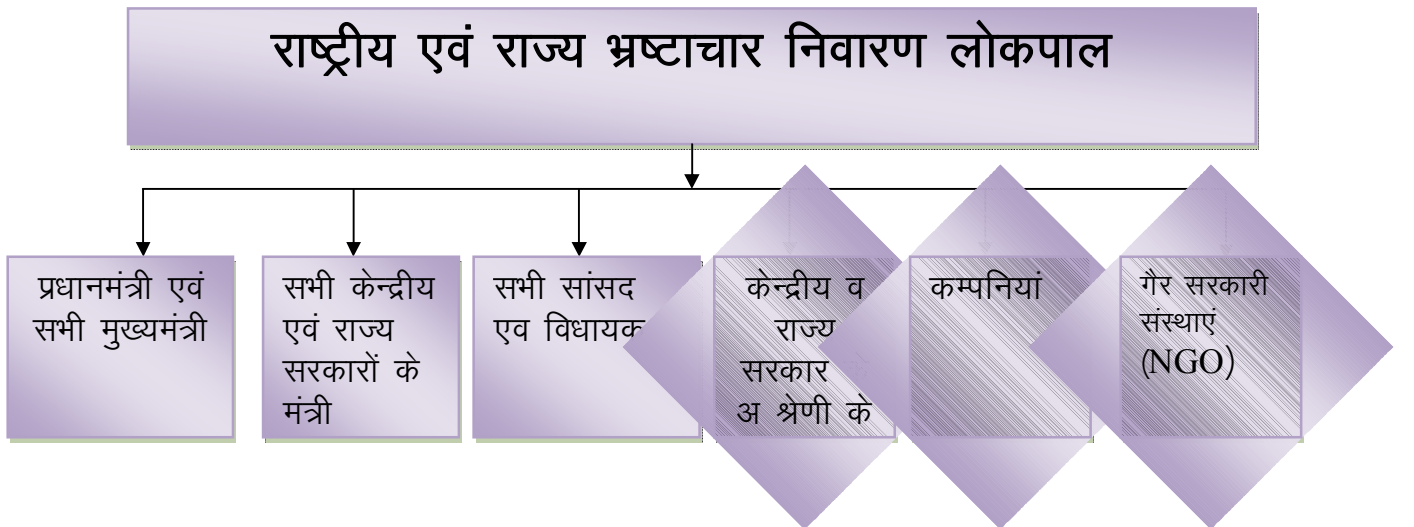 राष्ट्रीय एवं राज्य भ्रष्टाचार निवारण लोकपाल
प्रधानमंत्री एवं
सभी मुख्यमंत्री
सभी केन्द्रीय
एवं राज्य
सरकारों के
मंत्री
सभी सांसद
एव विधायक
केन्द्रीय व
राज्य
सरकार
अ श्रेणी के
कम्पनियां
गैर सरकारी
संस्थाएं
(NGO)